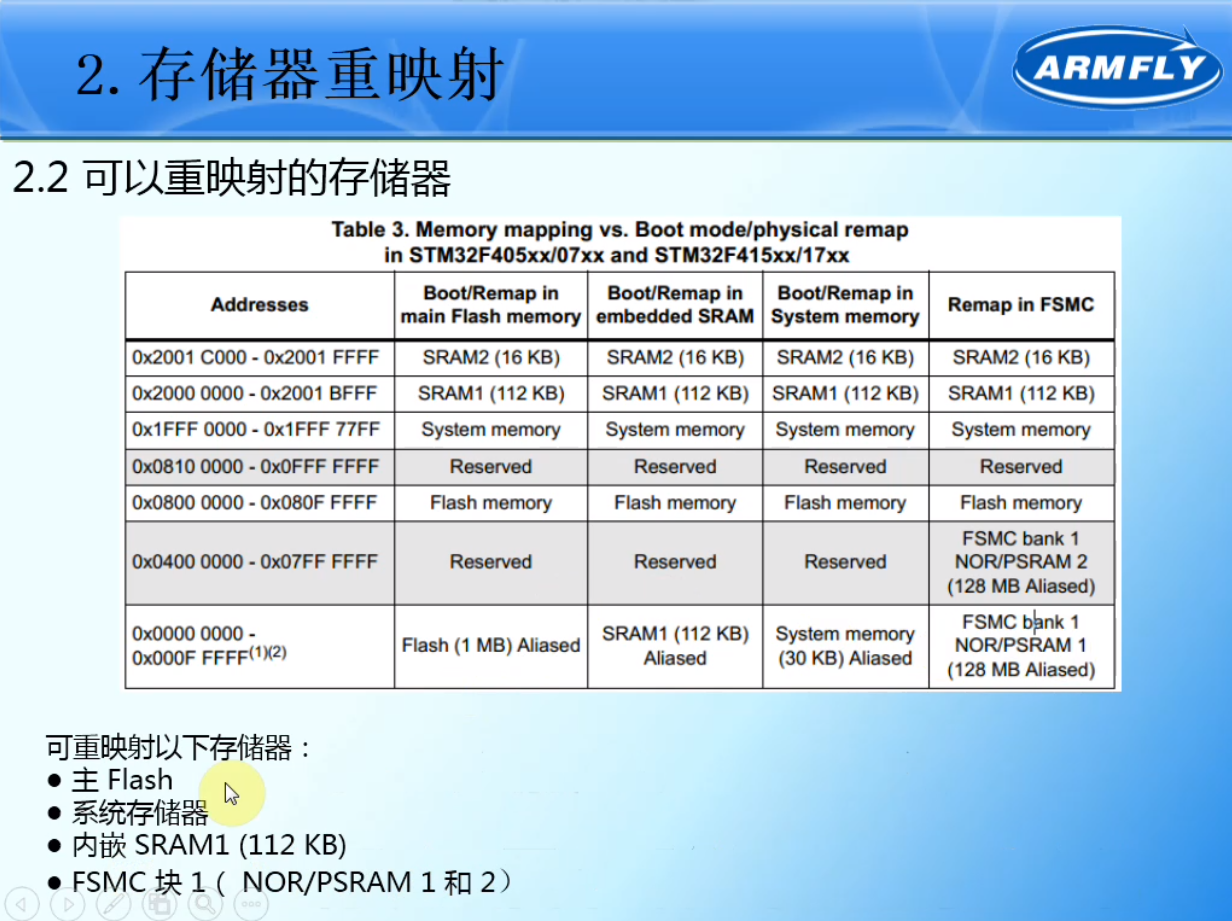 2. 存储器重映射
ARMFLY
2.2 可以重映射的存储器
Table 3. Memory mapping vs. Boot mode/physical remap
in STM32F405xx/07xx and STM32F415xx/17xx
Addresses | Boot/Remap in main Flash memory | Boot/Remap in embedded SRAM | Boot/Remap in System memory | Remap in FSMC
0x2001 C000 - 0x2001 FFFF | SRAM2 (16 KB) | SRAM2 (16 KB) | SRAM2 (16 KB) | SRAM2 (16 KB)
0x2000 0000 - 0x2001 BFFF | SRAM1 (112 KB) | SRAM1 (112 KB) | SRAM1 (112 KB) | SRAM1 (112 KB)
0x1FFF 0000 - 0x1FFF 77FF | System memory | System memory | System memory | System memory
0x0810 0000 - 0x0FFF FFFF | Reserved | Reserved | Reserved | Reserved
0x0800 0000 - 0x080F FFFF | Flash memory | Flash memory | Flash memory | Flash memory
0x0400 0000 - 0x07FF FFFF | Reserved | Reserved | Reserved | FSMC bank 1 NOR/PSRAM 2 (128 MB Aliased)
0x0000 0000 - 0x000F FFFF(1)(2) | Flash (1 MB) Aliased | SRAM1 (112 KB) Aliased | System memory (30 KB) Aliased | FSMC bank 1 NOR/PSRAM 1 (128 MB Aliased)
可重映射以下存储器：
● 主 Flash
● 系统存储器
● 内嵌 SRAM1 (112 KB)
● FSMC 块 1（ NOR/PSRAM 1 和 2）